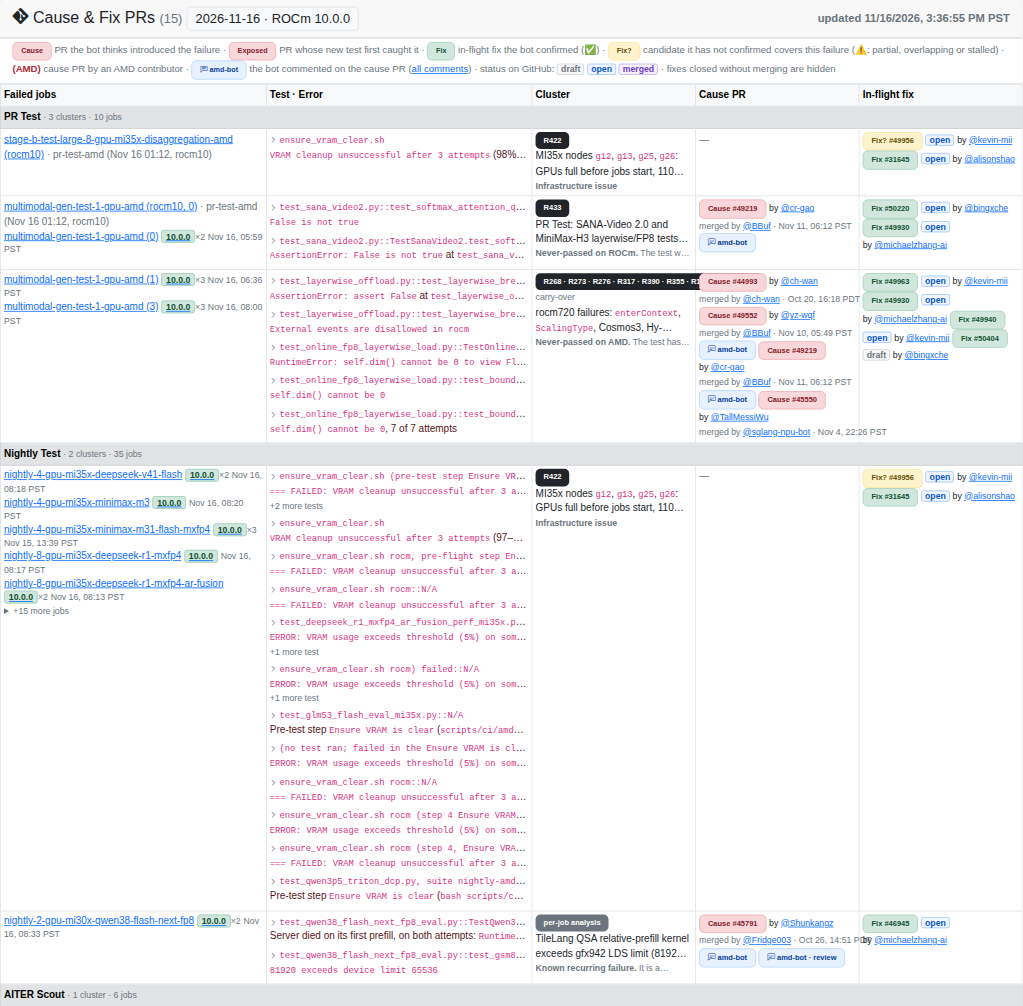 Cause & Fix PRs (15) 2026-11-16 · ROCm 10.0.0 updated 11/16/2026, 3:36:55 PM PST
Cause PR the bot thinks introduced the failure · Exposed PR whose new test first caught it · Fix in-flight fix the bot confirmed (✅) · Fix? candidate it has not confirmed covers this failure (⚠️: partial, overlapping or stalled) ·
(AMD) cause PR by an AMD contributor · amd-bot the bot commented on the cause PR (all comments) · status on GitHub: draft open merged · fixes closed without merging are hidden
Failed jobs Test · Error Cluster Cause PR In-flight fix
PR Test · 3 clusters · 10 jobs
stage-b-test-large-8-gpu-mi35x-disaggregation-amd
(rocm10) · pr-test-amd (Nov 16 01:12, rocm10)
ensure_vram_clear.sh
VRAM cleanup unsuccessful after 3 attempts (98%…
R422
MI35x nodes g12, g13, g25, g26:
GPUs full before jobs start, 110…
Infrastructure issue
—
Fix? #49956 open by @kevin-mii
Fix #31645 open by @alisonshao
multimodal-gen-test-1-gpu-amd (rocm10, 0) · pr-test-amd
(Nov 16 01:12, rocm10)
multimodal-gen-test-1-gpu-amd (0) 10.0.0 ×2 Nov 16, 05:59
PST
test_sana_video2.py::test_softmax_attention_q…
False is not true
test_sana_video2.py::TestSanaVideo2.test_soft…
AssertionError: False is not true at test_sana_v…
R433
PR Test: SANA-Video 2.0 and
MiniMax-H3 layerwise/FP8 tests…
Never-passed on ROCm. The test w…
Cause #49219 by @cr-gao
merged by @BBuf · Nov 11, 06:12 PST
amd-bot
Fix #50220 open by @bingxche
Fix #49930 open
by @michaelzhang-ai
multimodal-gen-test-1-gpu-amd (1) 10.0.0 ×3 Nov 16, 06:36
PST
multimodal-gen-test-1-gpu-amd (3) 10.0.0 ×3 Nov 16, 08:00
PST
test_layerwise_offload.py::test_layerwise_bre…
AssertionError: assert False at test_layerwise_o…
test_layerwise_offload.py::test_layerwise_bre…
External events are disallowed in rocm
test_online_fp8_layerwise_load.py::TestOnline…
RuntimeError: self.dim() cannot be 0 to view Fl…
test_online_fp8_layerwise_load.py::test_bound…
self.dim() cannot be 0
test_online_fp8_layerwise_load.py::test_bound…
self.dim() cannot be 0, 7 of 7 attempts
R268 · R273 · R276 · R317 · R390 · R355 ·
carry-over
rocm720 failures: enterContext,
ScalingType, Cosmos3, Hy-…
Never-passed on AMD. The test has…
Cause #44993 by @ch-wan
merged by @ch-wan · Oct 20, 16:18 PDT
Cause #49552 by @yz-wqf
merged by @BBuf · Nov 10, 05:49 PST
amd-bot Cause #49219
by @cr-gao
merged by @BBuf · Nov 11, 06:12 PST
amd-bot Cause #45550
by @TallMessiWu
merged by @sglang-npu-bot · Nov 4, 22:26 PST
Fix #49963 open by @kevin-mii
Fix #49930 open
by @michaelzhang-ai Fix #49940
open by @kevin-mii Fix #50404
draft by @bingxche
Nightly Test · 2 clusters · 35 jobs
nightly-4-gpu-mi35x-deepseek-v41-flash 10.0.0 ×2 Nov 16,
08:18 PST
nightly-4-gpu-mi35x-minimax-m3 10.0.0 Nov 16, 08:20
PST
nightly-4-gpu-mi35x-minimax-m31-flash-mxfp4 10.0.0 ×3
Nov 15, 13:39 PST
nightly-8-gpu-mi35x-deepseek-r1-mxfp4 10.0.0 Nov 16,
08:17 PST
nightly-8-gpu-mi35x-deepseek-r1-mxfp4-ar-fusion
10.0.0 ×2 Nov 16, 08:13 PST
+15 more jobs
ensure_vram_clear.sh (pre-test step Ensure VR…
=== FAILED: VRAM cleanup unsuccessful after 3 a…
+2 more tests
ensure_vram_clear.sh
VRAM cleanup unsuccessful after 3 attempts (97–…
ensure_vram_clear.sh rocm, pre-flight step En…
=== FAILED: VRAM cleanup unsuccessful after 3 a…
ensure_vram_clear.sh rocm::N/A
=== FAILED: VRAM cleanup unsuccessful after 3 a…
test_deepseek_r1_mxfp4_ar_fusion_perf_mi35x.p…
ERROR: VRAM usage exceeds threshold (5%) on som…
+1 more test
ensure_vram_clear.sh rocm) failed::N/A
ERROR: VRAM usage exceeds threshold (5%) on som…
+1 more test
test_glm53_flash_eval_mi35x.py::N/A
Pre-test step Ensure VRAM is clear (scripts/ci/amd…
(no test ran; failed in the Ensure VRAM is cl…
ERROR: VRAM usage exceeds threshold (5%) on som…
ensure_vram_clear.sh rocm::N/A
=== FAILED: VRAM cleanup unsuccessful after 3 a…
ensure_vram_clear.sh rocm (step 4 Ensure VRAM…
ERROR: VRAM usage exceeds threshold (5%) on som…
ensure_vram_clear.sh rocm (step 4, Ensure VRA…
=== FAILED: VRAM cleanup unsuccessful after 3 a…
test_qwen3p5_triton_dcp.py, suite nightly-amd…
Pre-test step Ensure VRAM is clear (bash scripts/c…
R422
MI35x nodes g12, g13, g25, g26:
GPUs full before jobs start, 110…
Infrastructure issue
—
Fix? #49956 open by @kevin-mii
Fix #31645 open by @alisonshao
nightly-2-gpu-mi30x-qwen38-flash-next-fp8 10.0.0 ×2 Nov
16, 08:33 PST
test_qwen38_flash_next_fp8_eval.py::TestQwen3…
Server died on its first prefill, on both attempts: Runtime…
test_qwen38_flash_next_fp8_eval.py::test_gsm8…
81920 exceeds device limit 65536
per-job analysis
TileLang QSA relative-prefill kernel
exceeds gfx942 LDS limit (8192…
Known recurring failure. It is a…
Cause #45791 by @Shunkangz
merged by @Fridge003 · Oct 26, 14:51 PDT
amd-bot amd-bot · review
Fix #46945 open
by @michaelzhang-ai
AITER Scout · 1 cluster · 6 jobs